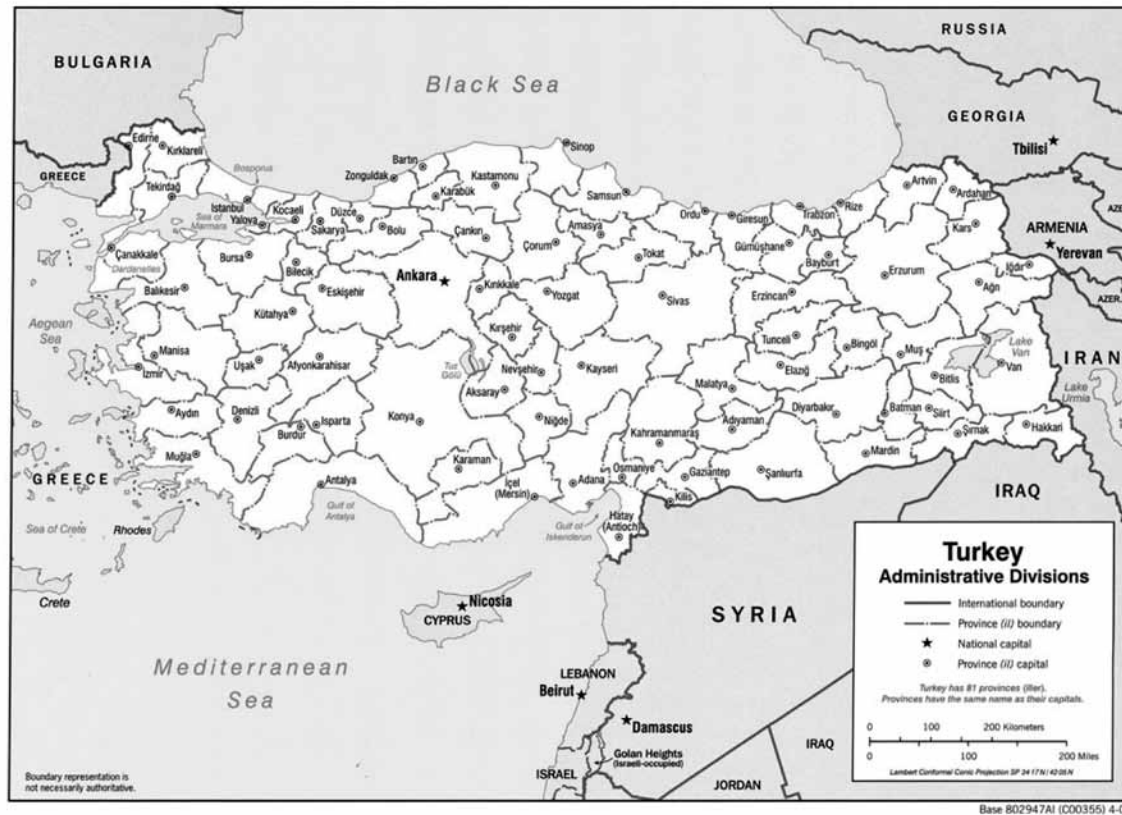 BULGARIA
RUSSIA
Black Sea
GEORGIA
Tbilisi
Edirne
Kırklareli
GREECE
Tekirdağ
Bosporus
Istanbul
Sea of
Marmara
Yalova
Kocaeli
Sakarya
Düzce
Zonguldak
Bartın
Karabük
Kastamonu
Sinop
Samsun
Bolu
Çankırı
Çorum
Amasya
Tokat
Ordu
Giresun
Trabzon
Rize
Artvin
Ardahan
Kars
ARMENIA
Yerevan
AZE
Gümüşhane
Bayburt
Erzurum
Iğdır
Ağrı
AZER.
Çanakkale
Dardanelles
Bursa
Bilecik
Eskişehir
Ankara
Kırıkkale
Yozgat
Sivas
Erzincan
Balıkesir
Kütahya
Kırşehir
Tunceli
Bingöl
Muş
Lake
Van
Van
IRAN
Lake
Urmia
Aegean
Sea
Manisa
İzmir
Uşak
Afyonkarahisar
Tuz
Gölü
Nevşehir
Kayseri
Aksaray
Malatya
Elazığ
Bitlis
Aydın
Denizli
Burdur
Isparta
Konya
Niğde
Kahramanmaraş
Adıyaman
Diyarbakır
Batman
Siirt
Şırnak
Hakkari
Muğla
Antalya
Karaman
İçel
(Mersin)
Adana
Osmaniye
Gaziantep
Şanlıurfa
Mardin
Kilis
Hatay
(Antioch)
GREECE
Gulf of
Antalya
Gulf of
Iskenderun
IRAQ
Sea of Crete
Rhodes
Crete
Nicosia
CYPRUS
SYRIA
Mediterranean
Sea
LEBANON
Beirut
Damascus
Golan Heights
(Israeli-occupied)
ISRAEL
JORDAN
IRAQ
Turkey
Administrative Divisions
International boundary
Province (il) boundary
National capital
Province (il) capital
Turkey has 81 provinces (iller).
Provinces have the same name as their capitals.
0 100 200 Kilometers
0 100 200 Miles
Lambert Conformal Conic Projection SP 34 17 N / 40 05 N
Boundary representation is
not necessarily authoritative.
Base 802947AI (C00355) 4-0